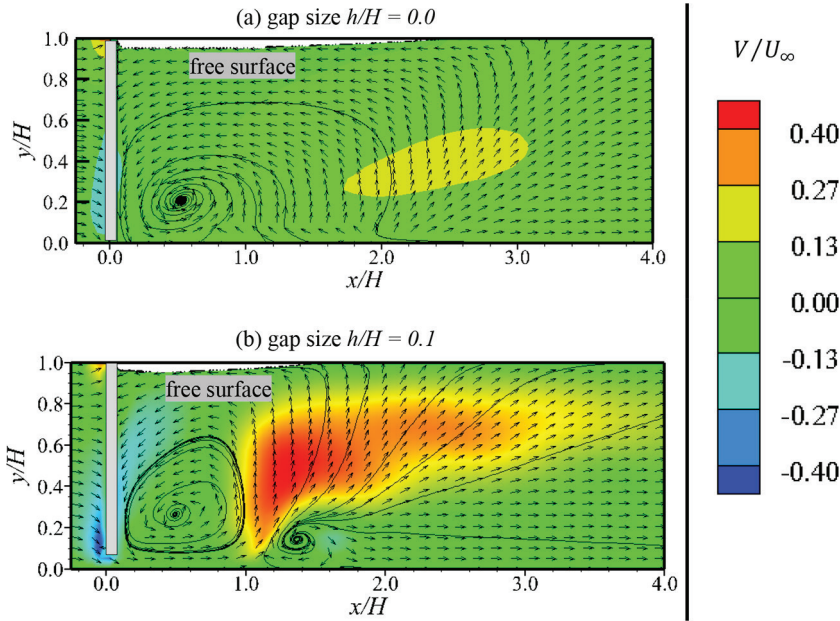 (a) gap size h/H = 0.0
free surface
y/H
1.0
0.8
0.6
0.4
0.2
0.0
0.0 1.0 2.0 3.0 4.0
x/H
(b) gap size h/H = 0.1
free surface
y/H
1.0
0.8
0.6
0.4
0.2
0.0
0.0 1.0 2.0 3.0 4.0
x/H
V/U∞
0.40
0.27
0.13
0.00
-0.13
-0.27
-0.40